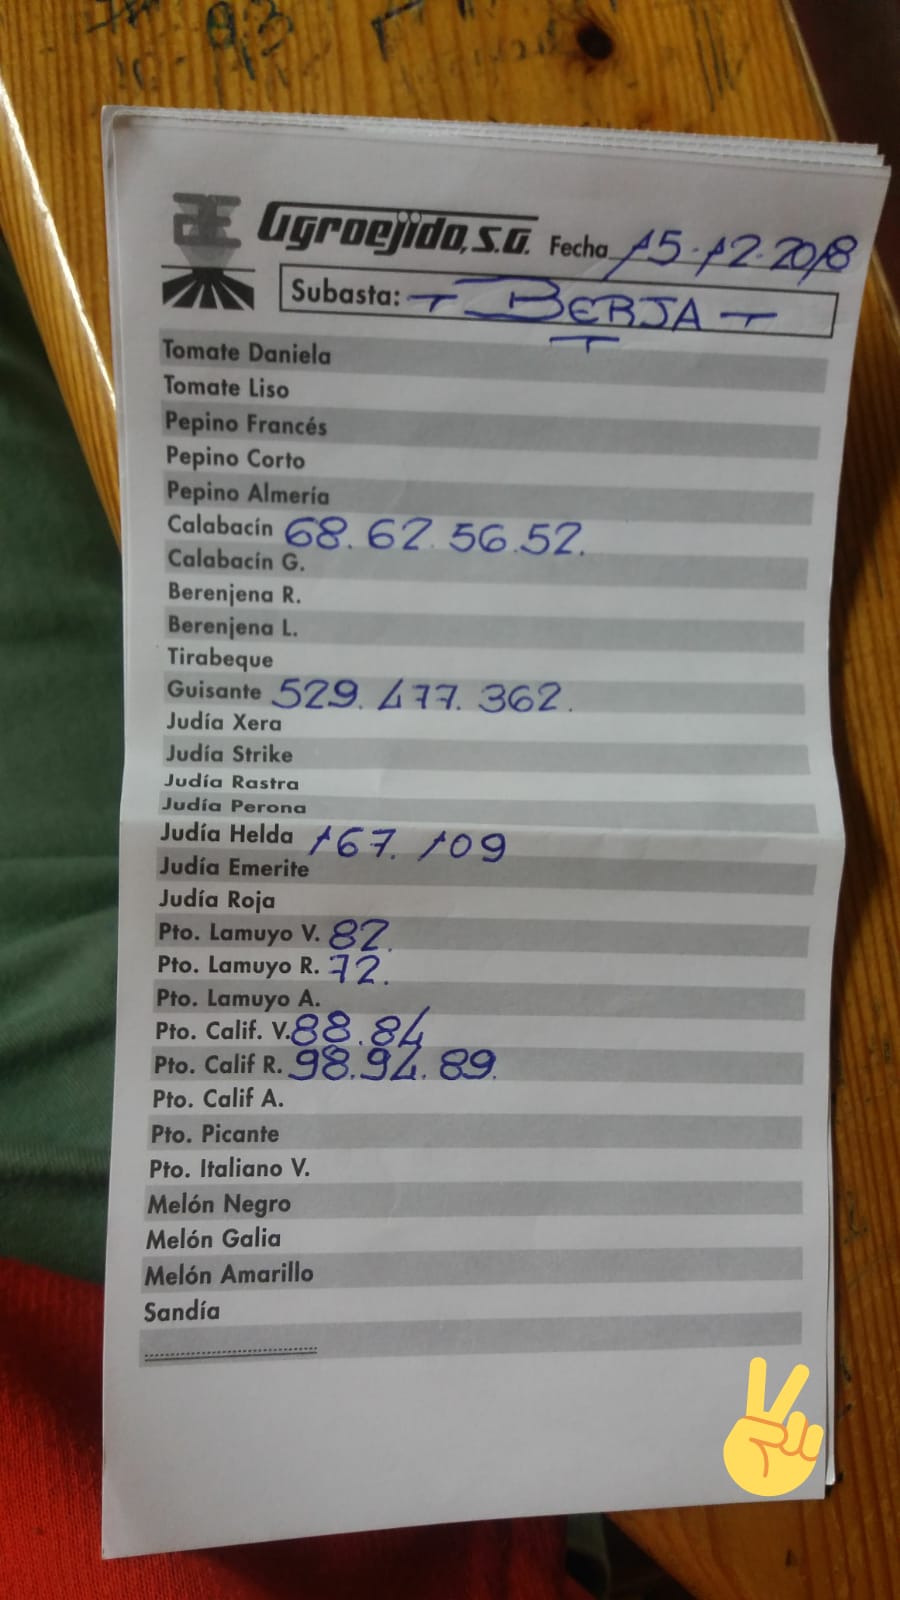 Agroejido, S.A. Fecha 15-12-2018
Subasta: - BERJA -
Tomate Daniela
Tomate Liso
Pepino Francés
Pepino Corto
Pepino Almería
Calabacín 68. 62. 56. 52.
Calabacín G.
Berenjena R.
Berenjena L.
Tirabeque
Guisante 529. 477. 362.
Judía Xera
Judía Strike
Judía Rastra
Judía Perona
Judía Helda 167. 109
Judía Emerite
Judía Roja
Pto. Lamuyo V. 82.
Pto. Lamuyo R. 72.
Pto. Lamuyo A.
Pto. Calif. V. 88. 84
Pto. Calif R. 98. 94. 89.
Pto. Calif A.
Pto. Picante
Pto. Italiano V.
Melón Negro
Melón Galia
Melón Amarillo
Sandía